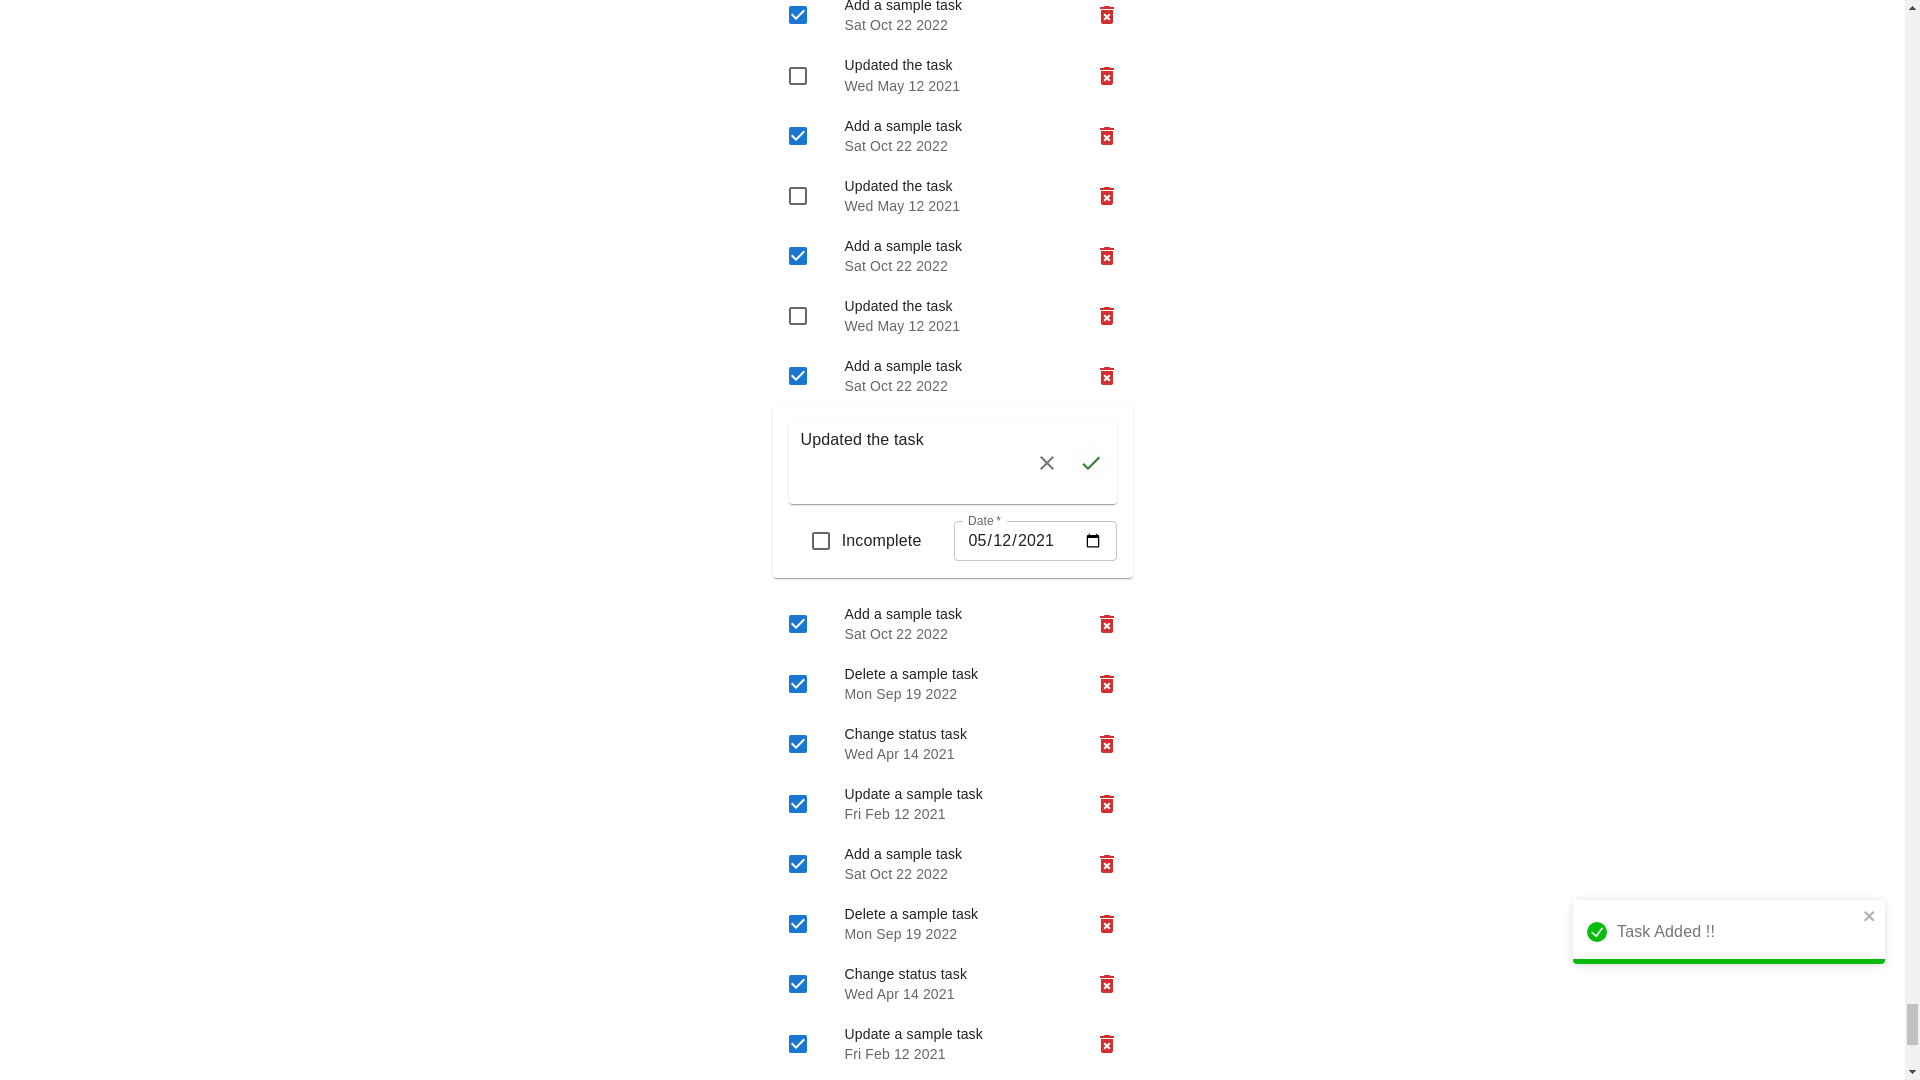 Add a sample task
Sat Oct 22 2022
Updated the task
Wed May 12 2021
Add a sample task
Sat Oct 22 2022
Updated the task
Wed May 12 2021
Add a sample task
Sat Oct 22 2022
Updated the task
Wed May 12 2021
Add a sample task
Sat Oct 22 2022
Updated the task
Date *
Incomplete
05/12/2021
Add a sample task
Sat Oct 22 2022
Delete a sample task
Mon Sep 19 2022
Change status task
Wed Apr 14 2021
Update a sample task
Fri Feb 12 2021
Add a sample task
Sat Oct 22 2022
Delete a sample task
Mon Sep 19 2022
Task Added !!
Change status task
Wed Apr 14 2021
Update a sample task
Fri Feb 12 2021